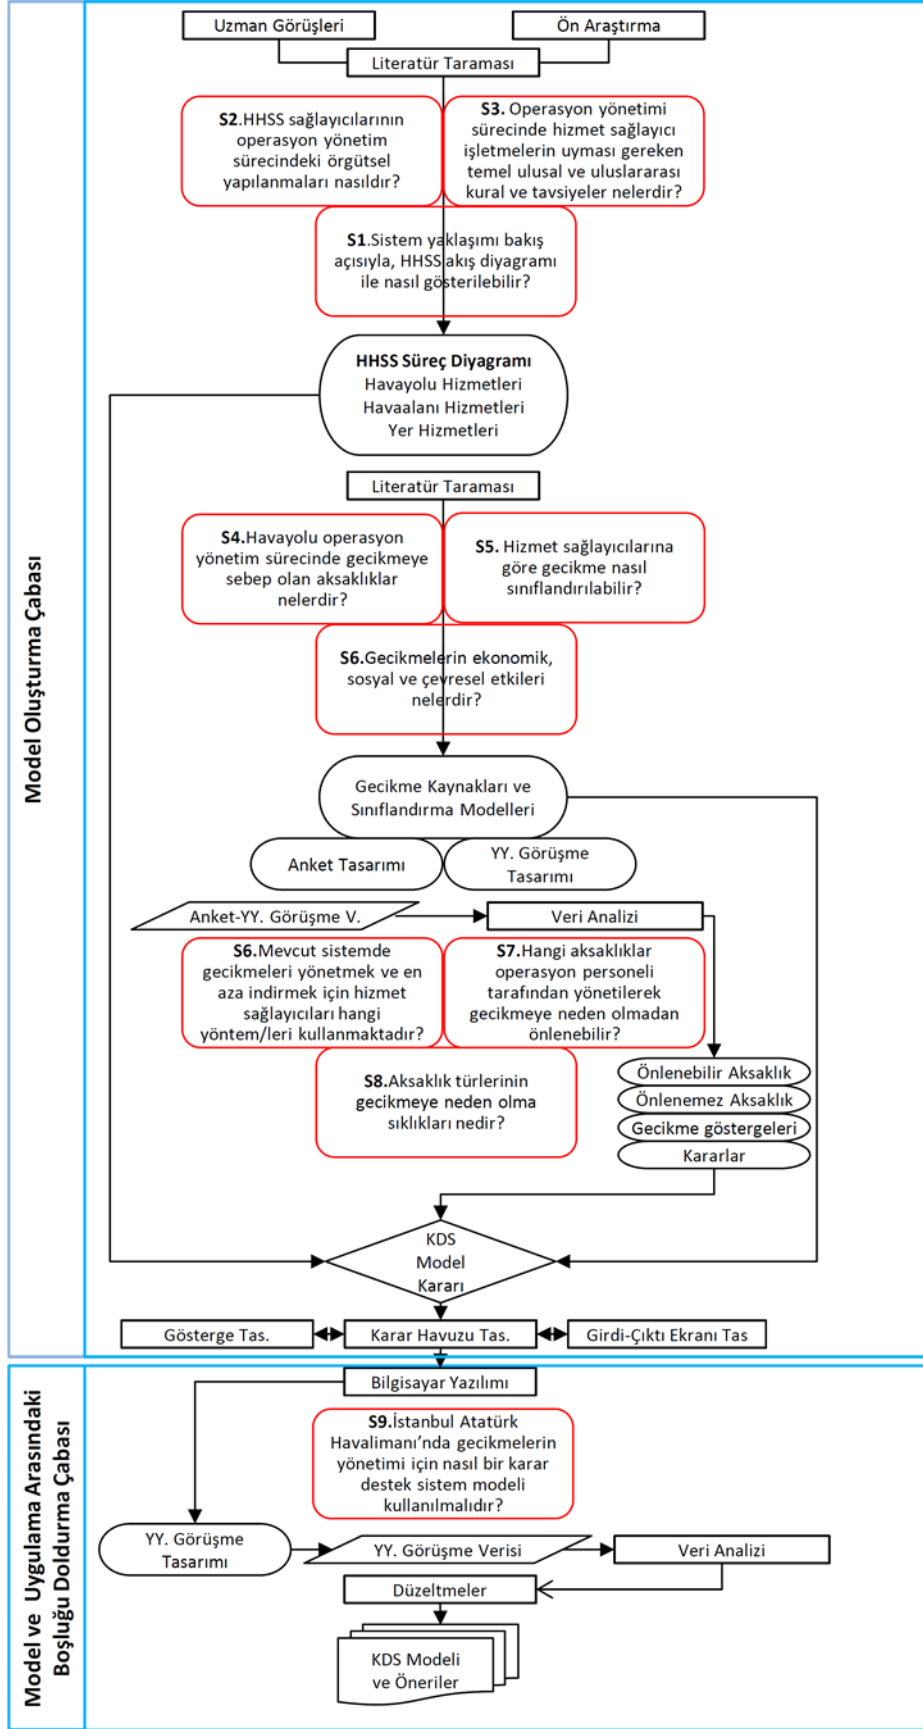 Uzman Görüşleri
Ön Araştırma
Literatür Taraması
S2.HHSS sağlayıcılarının
operasyon yönetim
sürecindeki örgütsel
yapılanmaları nasıldır?
S3. Operasyon yönetimi
sürecinde hizmet sağlayıcı
işletmelerin uyması gereken
temel ulusal ve uluslararası
kural ve tavsiyeler nelerdir?
S1.Sistem yaklaşımı bakış
açısıyla, HHSS akış diyagramı
ile nasıl gösterilebilir?
HHSS Süreç Diyagramı
Havayolu Hizmetleri
Havaalanı Hizmetleri
Yer Hizmetleri
Literatür Taraması
S4.Havayolu operasyon
yönetim sürecinde gecikmeye
sebep olan aksaklıklar
nelerdir?
S5. Hizmet sağlayıcılarına
göre gecikme nasıl
sınıflandırılabilir?
S6.Gecikmelerin ekonomik,
sosyal ve çevresel etkileri
nelerdir?
Gecikme Kaynakları ve
Sınıflandırma Modelleri
Anket Tasarımı
YY. Görüşme
Tasarımı
Anket-YY. Görüşme V.
Veri Analizi
S6.Mevcut sistemde
gecikmeleri yönetmek ve en
aza indirmek için hizmet
sağlayıcıları hangi
yöntem/leri kullanmaktadır?
S7.Hangi aksaklıklar
operasyon personeli
tarafından yönetilerek
gecikmeye neden olmadan
önlenebilir?
S8.Aksaklık türlerinin
gecikmeye neden olma
sıklıkları nedir?
Önlenebilir Aksaklık
Önlenemez Aksaklık
Gecikme göstergeleri
Kararlar
KDS
Model
Kararı
Gösterge Tas.
Karar Havuzu Tas.
Girdi-Çıktı Ekranı Tas
Model Oluşturma Çabası
Bilgisayar Yazılımı
S9.İstanbul Atatürk
Havalimanı’nda gecikmelerin
yönetimi için nasıl bir karar
destek sistem modeli
kullanılmalıdır?
YY. Görüşme
Tasarımı
YY. Görüşme Verisi
Veri Analizi
Düzeltmeler
KDS Modeli
ve Öneriler
Model ve Uygulama Arasındaki
Boşluğu Doldurma Çabası